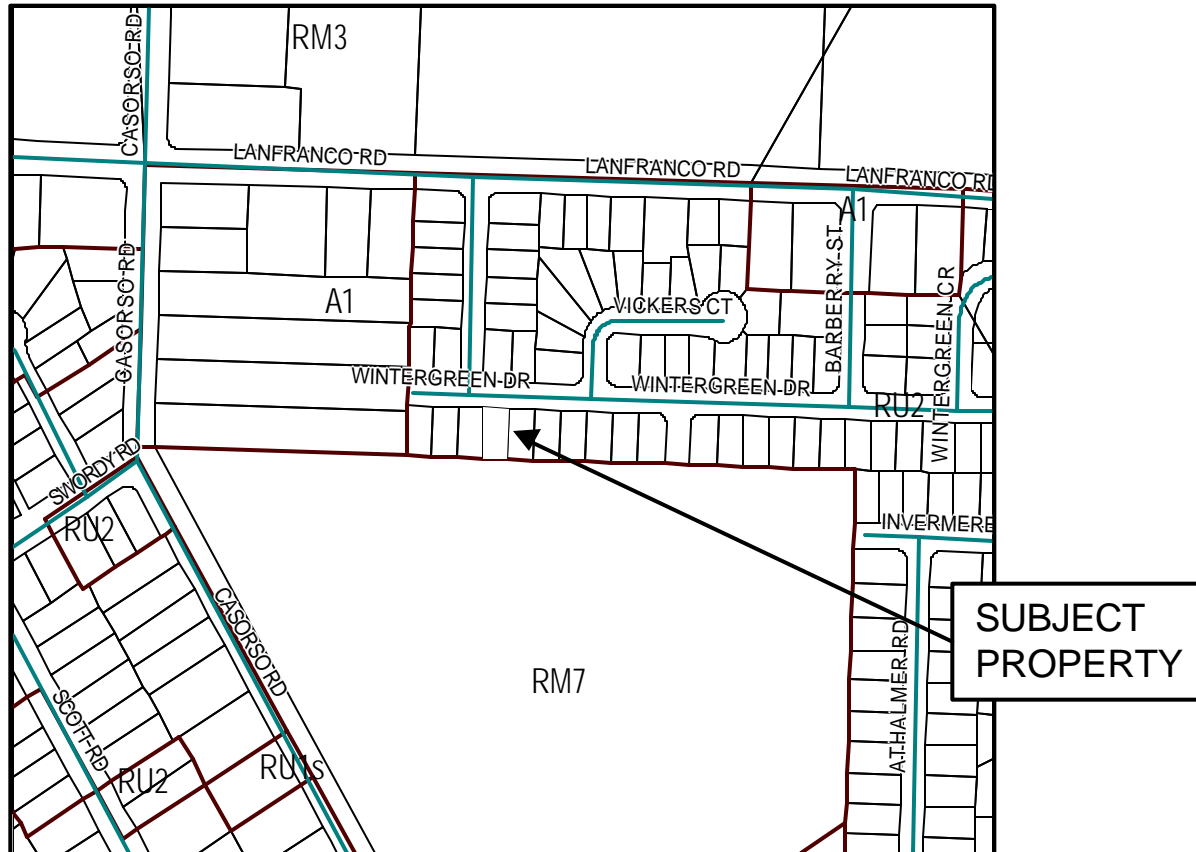 RM3
CASORSO RD
LANFRANCO RD
LANFRANCO RD
LANFRANCO RD
A1
CASORSO RD
A1
VICKERS CT
BARBERRY ST
WINTERGREEN CR
WINTERGREEN DR
WINTERGREEN DR
RU2
SWORDY RD
RU2
INVERMERE
CASORSO RD
SUBJECT
PROPERTY
ATHALMER RD
RM7
SCOTT RD
RU1s
RU2